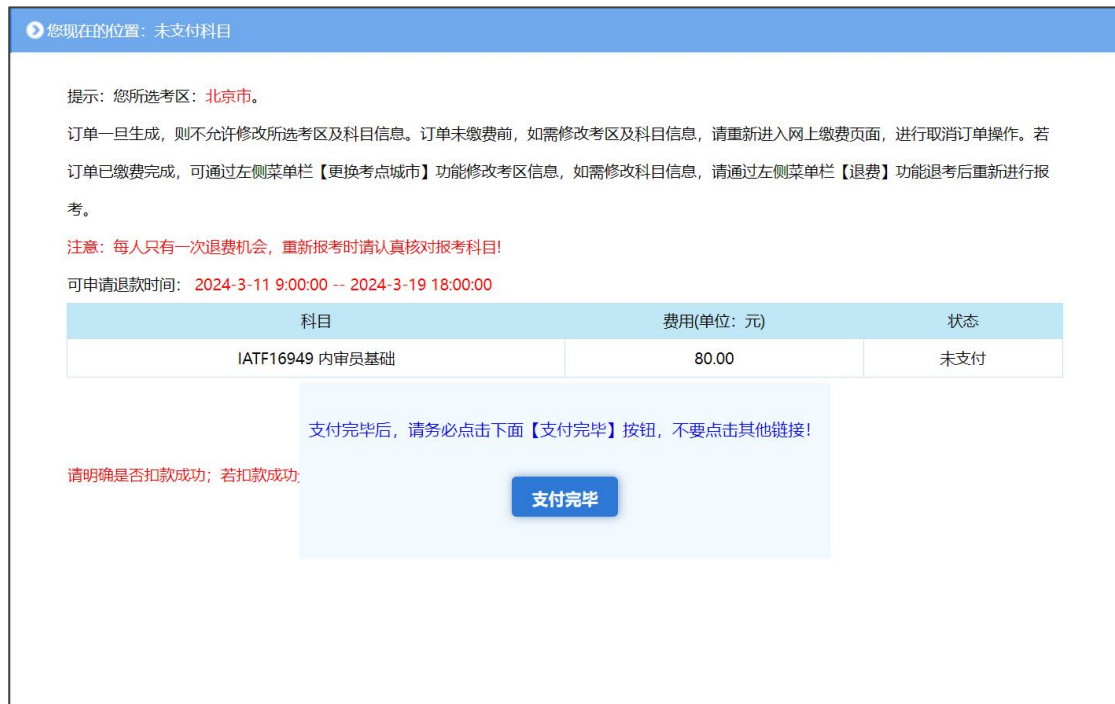 您现在的位置：未支付科目
提示：您所选考区：北京市。
订单一旦生成，则不允许修改所选考区及科目信息。订单未缴费前，如需修改考区及科目信息，请重新进入网上缴费页面，进行取消订单操作。若
订单已缴费完成，可通过左侧菜单栏【更换考点城市】功能修改考区信息，如需修改科目信息，请通过左侧菜单栏【退费】功能退考后重新进行报
考。
注意：每人只有一次退费机会，重新报考时请认真核对报考科目!
可申请退款时间： 2024-3-11 9:00:00 -- 2024-3-19 18:00:00
科目 费用(单位：元) 状态
IATF16949 内审员基础 80.00 未支付
支付完毕后，请务必点击下面【支付完毕】按钮，不要点击其他链接!
请明确是否扣款成功；若扣款成功
支付完毕